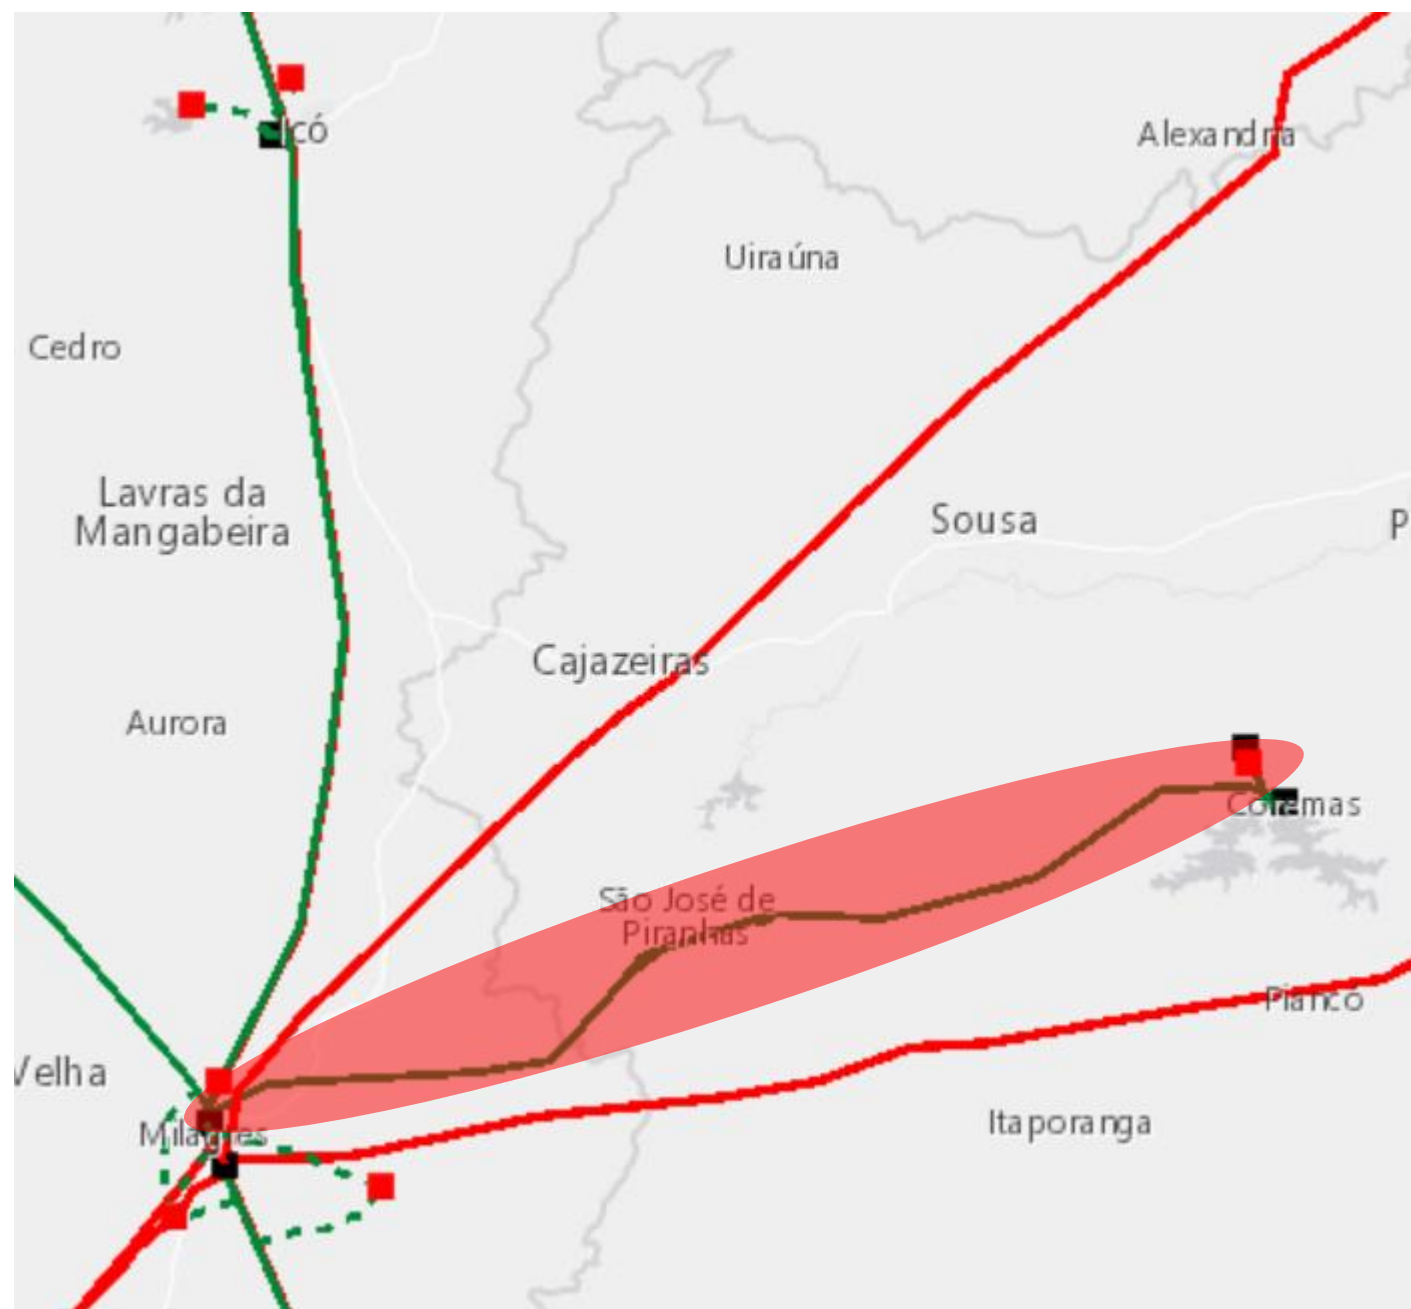 Icó
Alexandria
Uiraúna
Cedro
Lavras da
Mangabeira
Sousa
P
Cajazeiras
Aurora
Coremas
São José de
Piranhas
Piancó
Velha
Milagres
Itaporanga